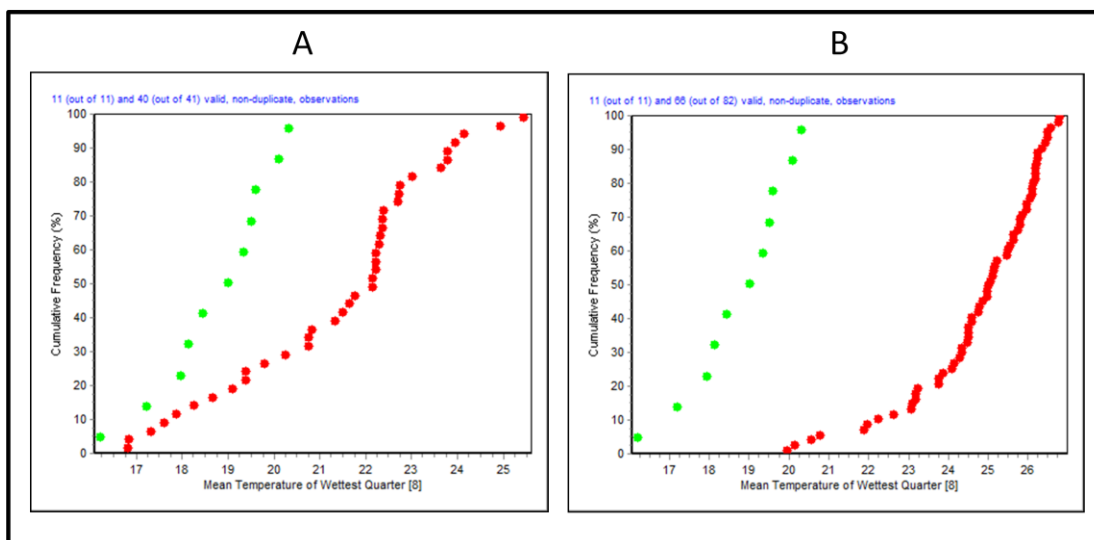 A
11 (out of 11) and 40 (out of 41) valid, non-duplicate, observations
100
90
80
70
60
50
40
30
20
10
0
Cumulative Frequency (%)
17 18 19 20 21 22 23 24 25
Mean Temperature of Wettest Quarter [8]
B
11 (out of 11) and 66 (out of 82) valid, non-duplicate, observations
100
90
80
70
60
50
40
30
20
10
0
Cumulative Frequency (%)
17 18 19 20 21 22 23 24 25 26
Mean Temperature of Wettest Quarter [8]